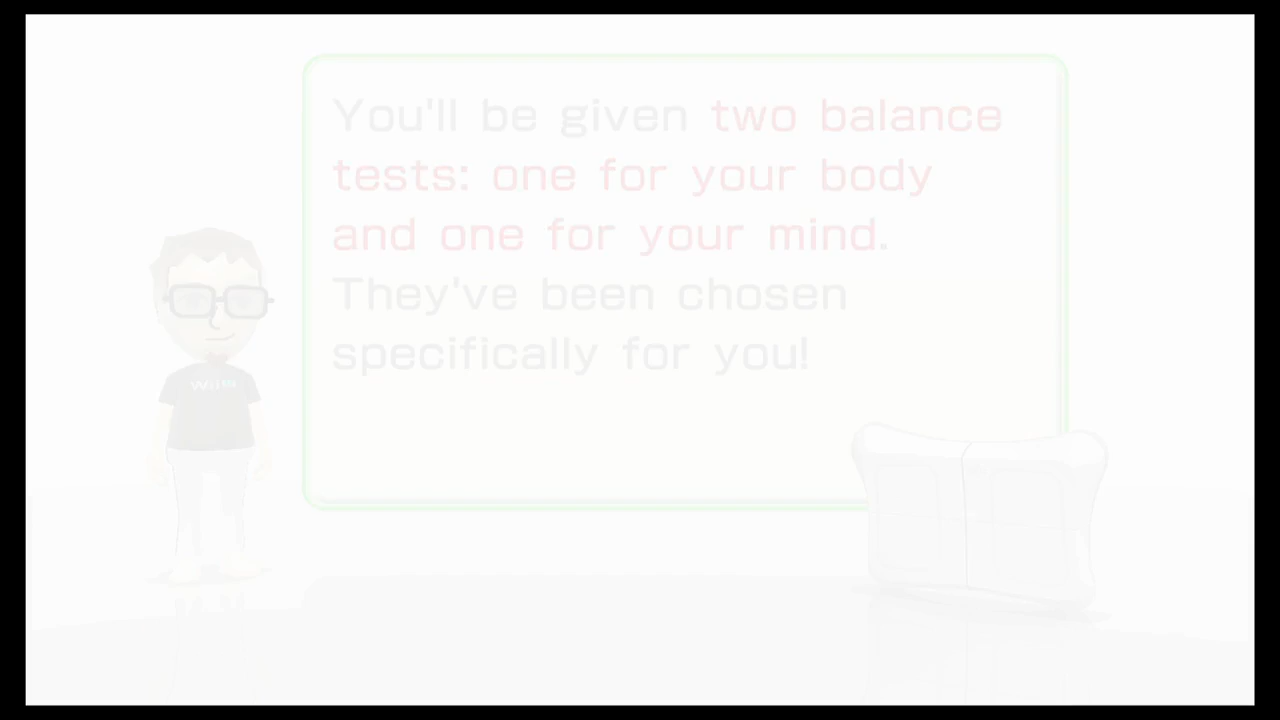 You'll be given two balance
tests: one for your body
and one for your mind.
They've been chosen
specifically for you!
Wii U